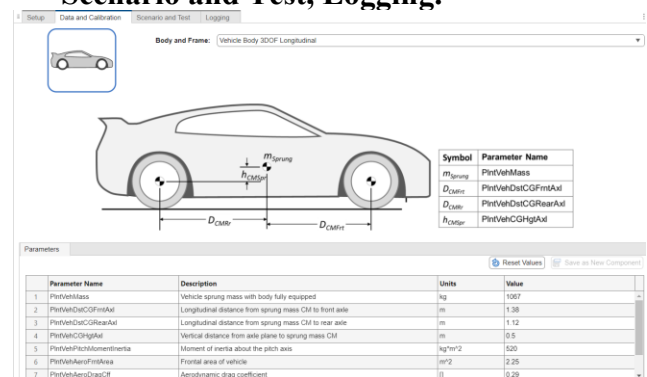 Scenario and Test, Logging.
Setup Data and Calibration Scenario and Test Logging
Body and Frame: Vehicle Body 3DOF Longitudinal
m_Sprung
h_CMSpr
D_CMRr
D_CMFrt
Symbol Parameter Name
m_Sprung PlntVehMass
D_CMFrt PlntVehDstCGFrntAxl
D_CMRr PlntVehDstCGRearAxl
h_CMSpr PlntVehCGHgtAxl
Parameters
Reset Values Save as New Component
Parameter Name Description Units Value
1 PlntVehMass Vehicle sprung mass with body fully equipped kg 1067
2 PlntVehDstCGFrntAxl Longitudinal distance from sprung mass CM to front axle m 1.38
3 PlntVehDstCGRearAxl Longitudinal distance from sprung mass CM to rear axle m 1.12
4 PlntVehCGHgtAxl Vertical distance from axle plane to sprung mass CM m 0.5
5 PlntVehPitchMomentInertia Moment of inertia about the pitch axis kg*m^2 520
6 PlntVehAeroFrntArea Frontal area of vehicle m^2 2.25
7 PlntVehAeroDragCff Aerodynamic drag coefficient [] 0.29